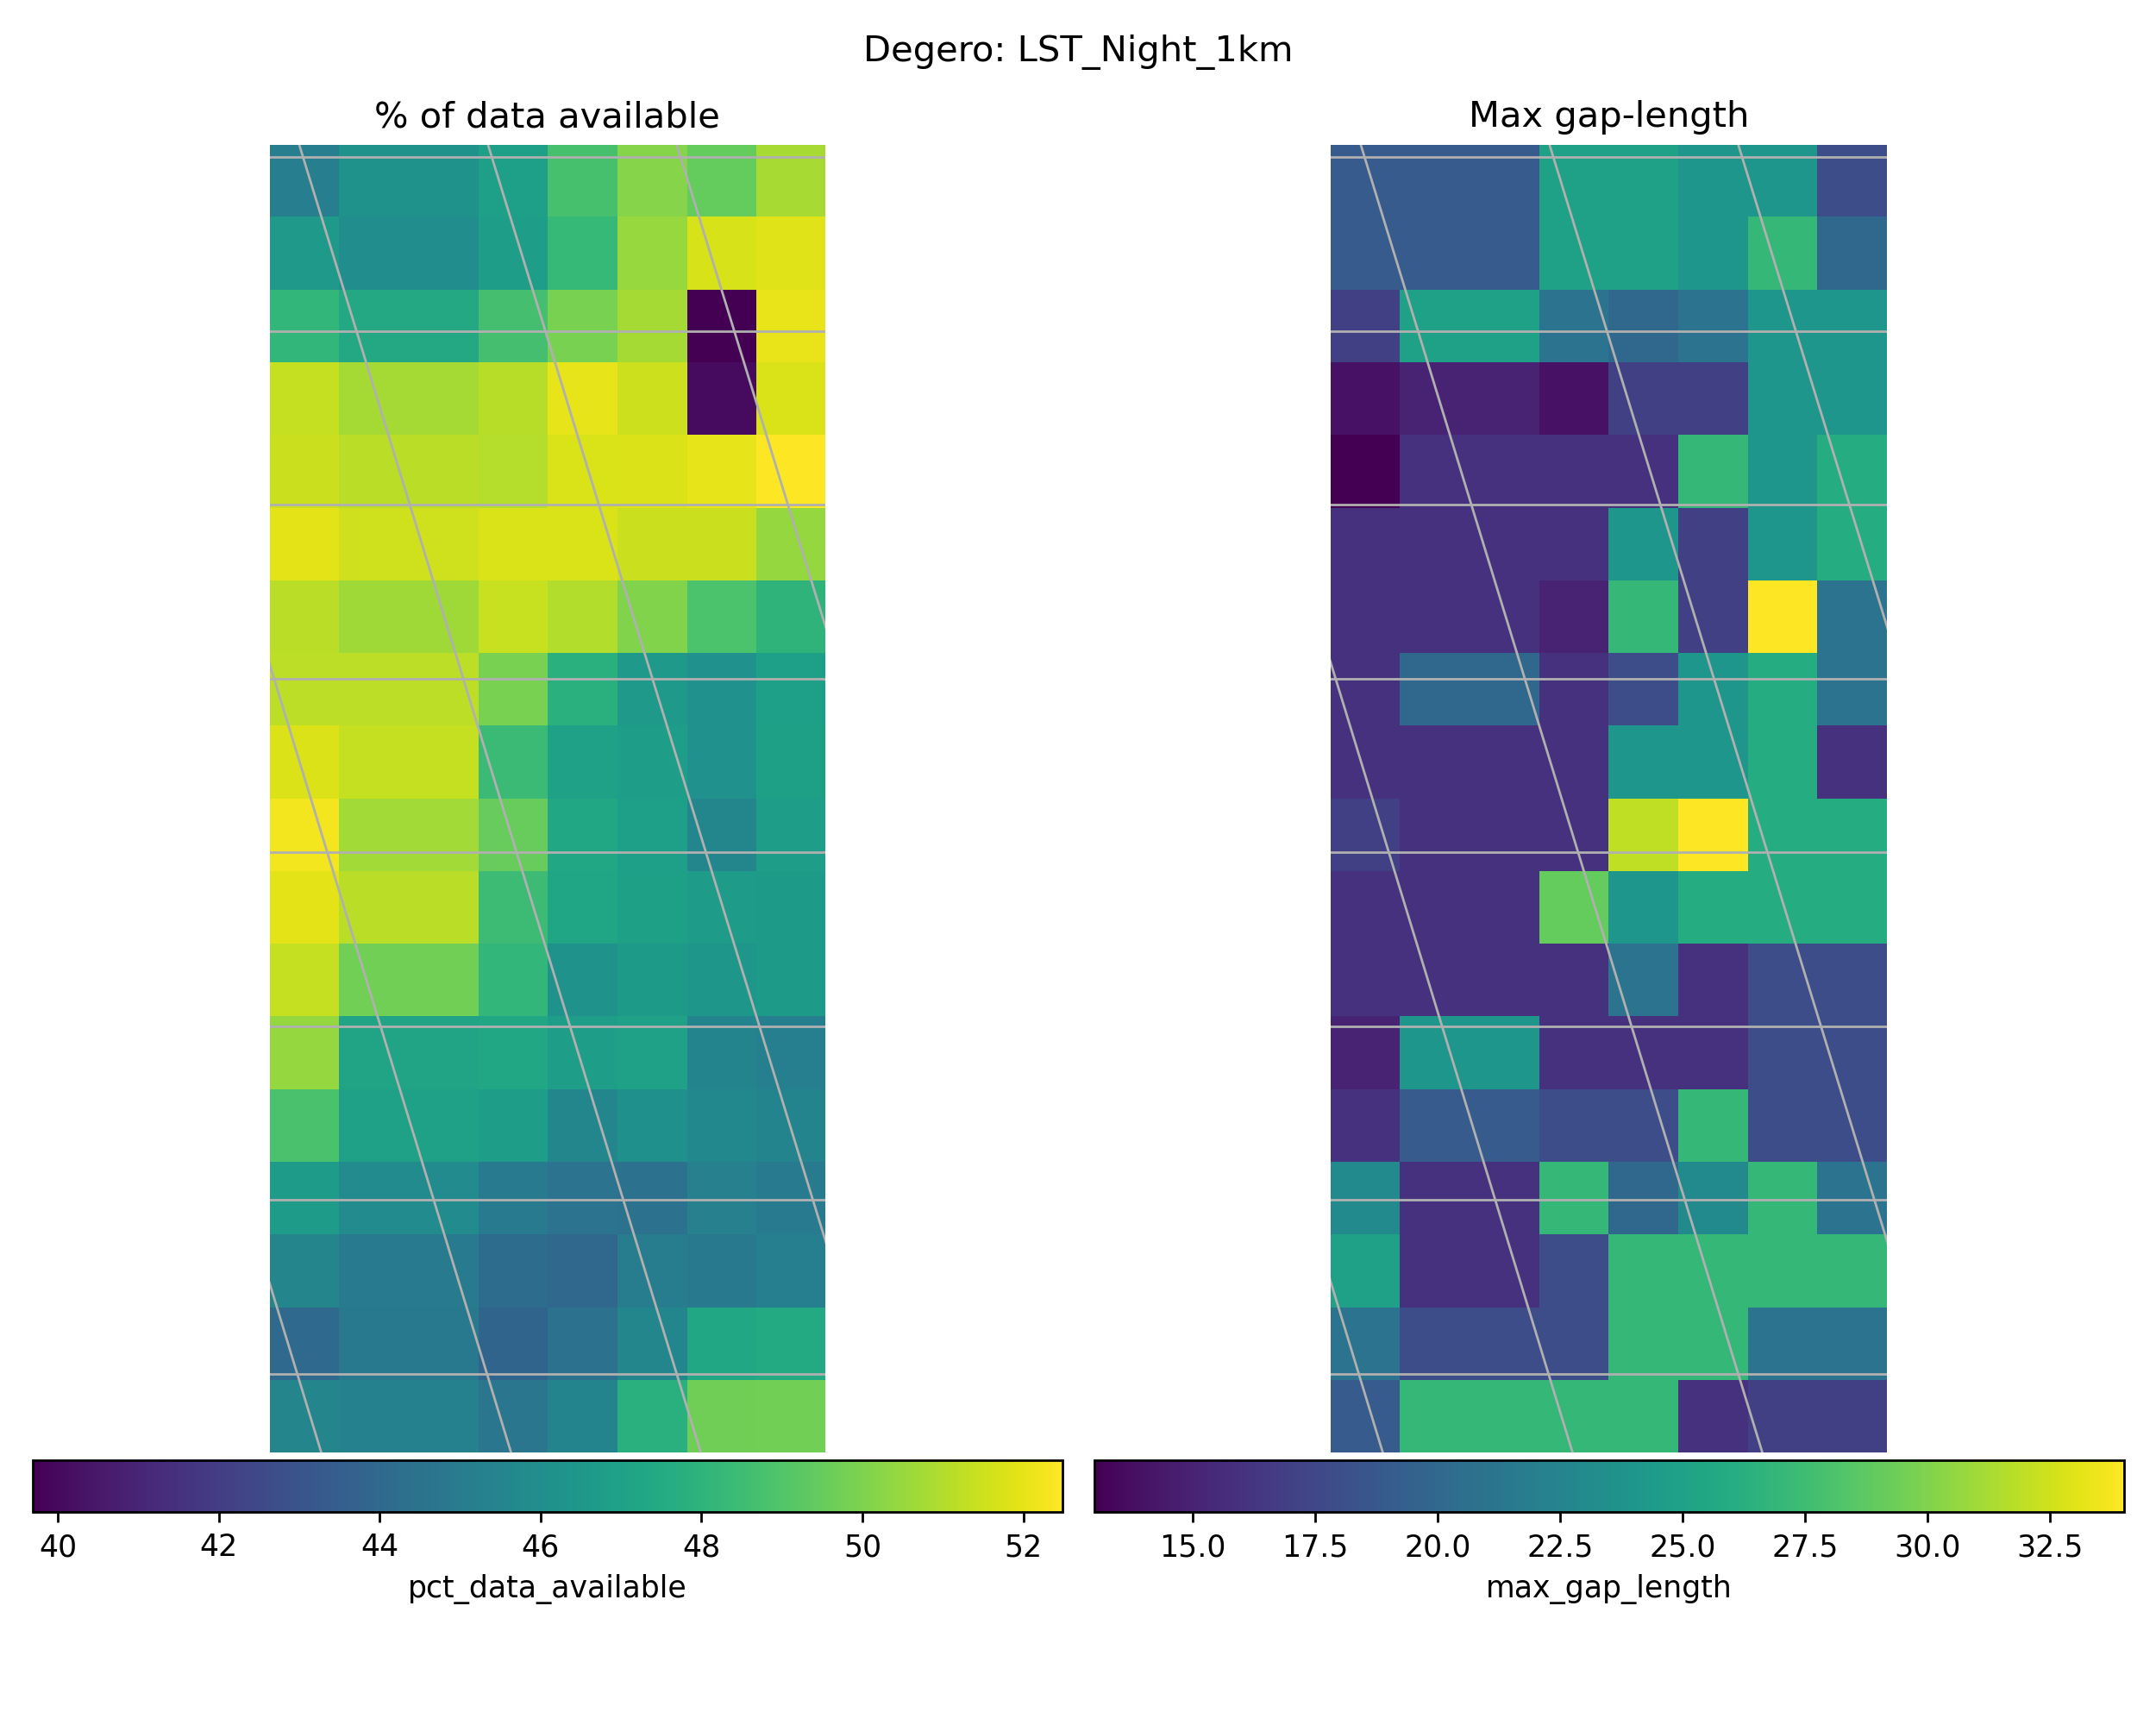 Degero: LST_Night_1km
% of data available
Max gap-length
40 42 44 46 48 50 52
pct_data_available
15.0 17.5 20.0 22.5 25.0 27.5 30.0 32.5
max_gap_length